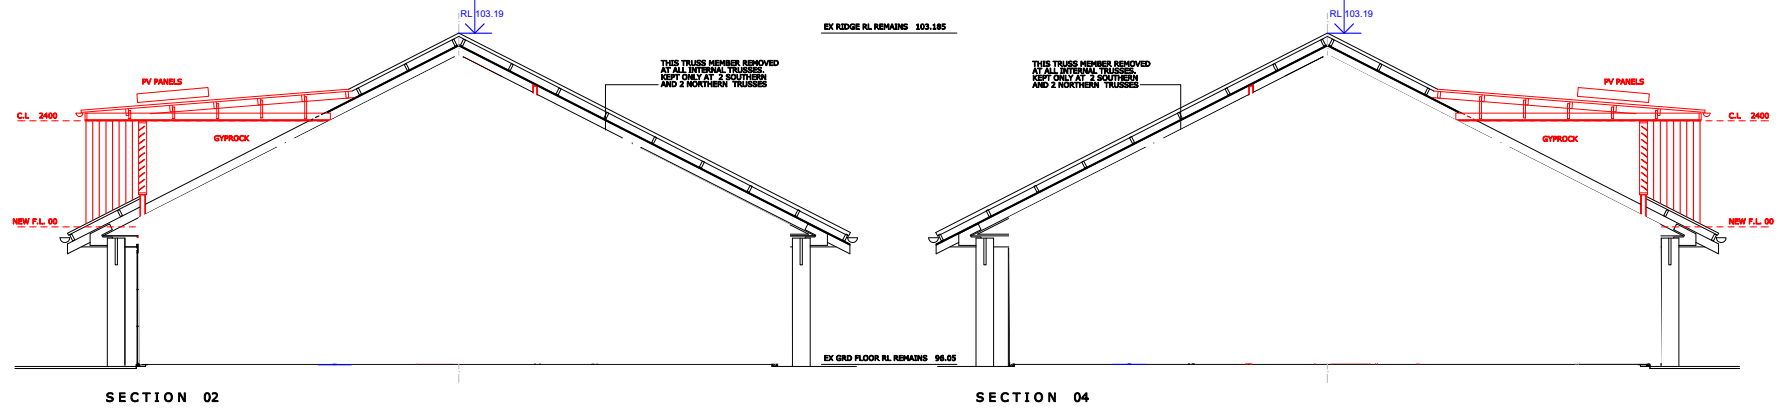 RL 103.19
EX RIDGE RL REMAINS 103.185
RL 103.19
THIS TRUSS MEMBER REMOVED
AT ALL INTERNAL TRUSSES.
KEPT ONLY AT 2 SOUTHERN
AND 2 NORTHERN TRUSSES
THIS TRUSS MEMBER REMOVED
AT ALL INTERNAL TRUSSES.
KEPT ONLY AT 2 SOUTHERN
AND 2 NORTHERN TRUSSES
PV PANELS
PV PANELS
C.L 2400
C.L 2400
GYPROCK
GYPROCK
NEW F.L. 00
NEW F.L. 00
EX GRD FLOOR RL REMAINS 96.05
SECTION 02
SECTION 04